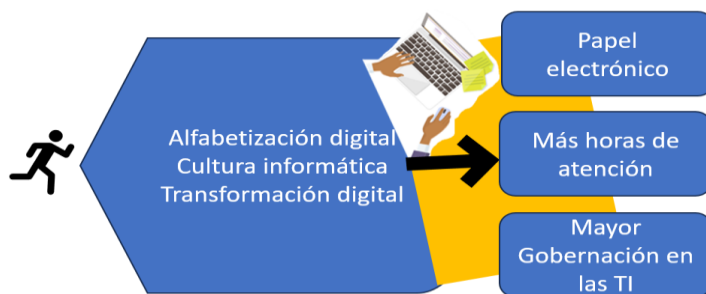 Alfabetización digital
Cultura informática
Transformación digital
Papel
electrónico
Más horas de
atención
Mayor
Gobernación en
las TI